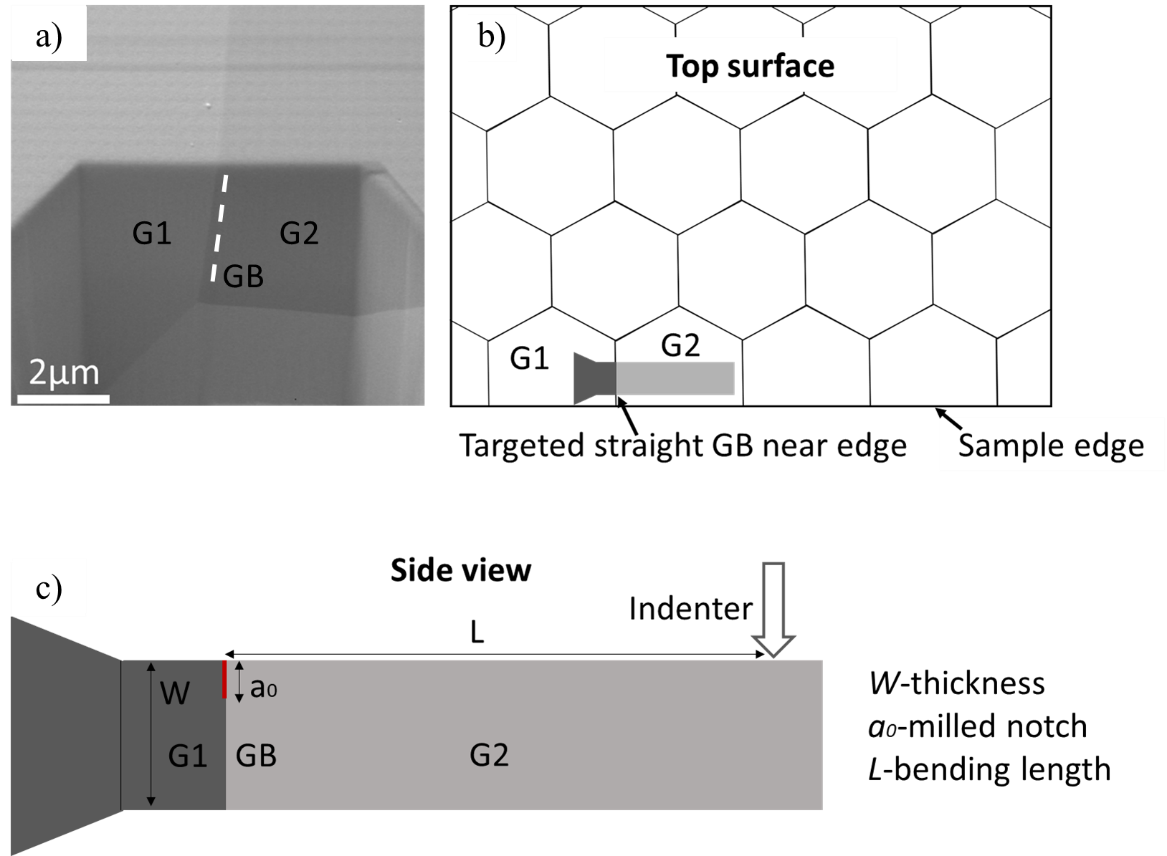 a)
G1
G2
GB
2μm
b)
Top surface
G1
G2
Targeted straight GB near edge
Sample edge
c)
Side view
Indenter
L
W
a0
G1
GB
G2
W-thickness
a0-milled notch
L-bending length